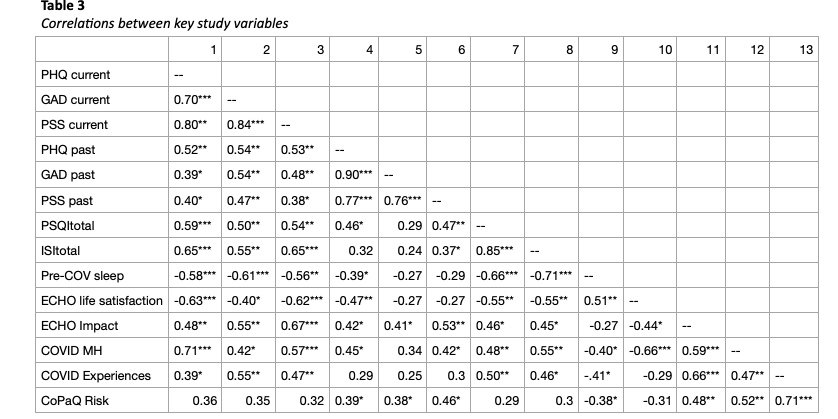 Table 3
Correlations between key study variables
1 2 3 4 5 6 7 8 9 10 11 12 13
PHQ current --
GAD current 0.70*** --
PSS current 0.80** 0.84*** --
PHQ past 0.52** 0.54** 0.53** --
GAD past 0.39* 0.54** 0.48** 0.90*** --
PSS past 0.40* 0.47** 0.38* 0.77*** 0.76*** --
PSQItotal 0.59*** 0.50** 0.54** 0.46* 0.29 0.47** --
ISItotal 0.65*** 0.55** 0.65*** 0.32 0.24 0.37* 0.85*** --
Pre-COV sleep -0.58*** -0.61*** -0.56** -0.39* -0.27 -0.29 -0.66*** -0.71*** --
ECHO life satisfaction -0.63*** -0.40* -0.62*** -0.47** -0.27 -0.27 -0.55** -0.55** 0.51** --
ECHO Impact 0.48** 0.55** 0.67*** 0.42* 0.41* 0.53** 0.46* 0.45* -0.27 -0.44* --
COVID MH 0.71*** 0.42* 0.57*** 0.45* 0.34 0.42* 0.48** 0.55** -0.40* -0.66*** 0.59*** --
COVID Experiences 0.39* 0.55** 0.47** 0.29 0.25 0.3 0.50** 0.46* -.41* -0.29 0.66*** 0.47** --
CoPaQ Risk 0.36 0.35 0.32 0.39* 0.38* 0.46* 0.29 0.3 -0.38* -0.31 0.48** 0.52** 0.71***